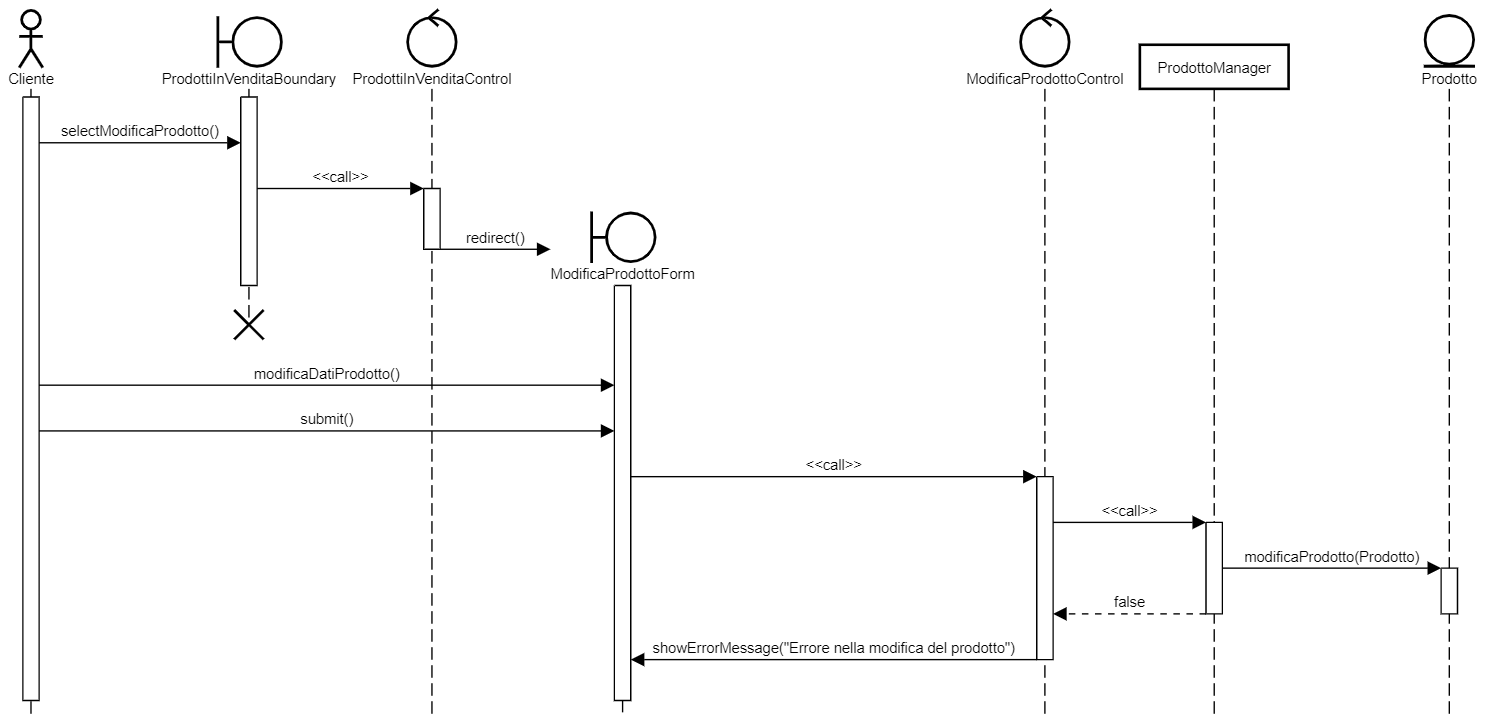 Cliente
ProdottiInVenditaBoundary
ProdottiInVenditaControl
ModificaProdottoControl
ProdottoManager
Prodotto
selectModificaProdotto()
<<call>>
redirect()
ModificaProdottoForm
modificaDatiProdotto()
submit()
<<call>>
<<call>>
modificaProdotto(Prodotto)
false
showErrorMessage("Errore nella modifica del prodotto")